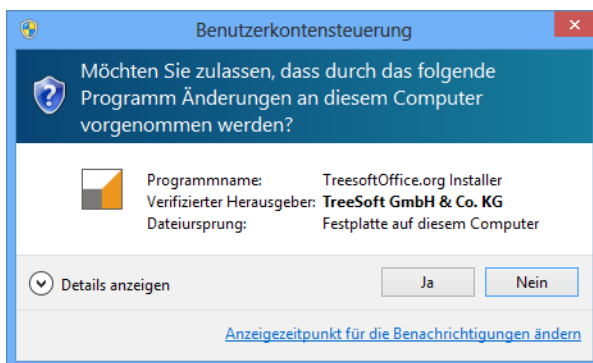 Benutzerkontensteuerung
Möchten Sie zulassen, dass durch das folgende
Programm Änderungen an diesem Computer
vorgenommen werden?
Programmname: TreesoftOffice.org Installer
Verifizierter Herausgeber: TreeSoft GmbH & Co. KG
Dateiursprung: Festplatte auf diesem Computer
Details anzeigen Ja Nein
Anzeigezeitpunkt für die Benachrichtigungen ändern